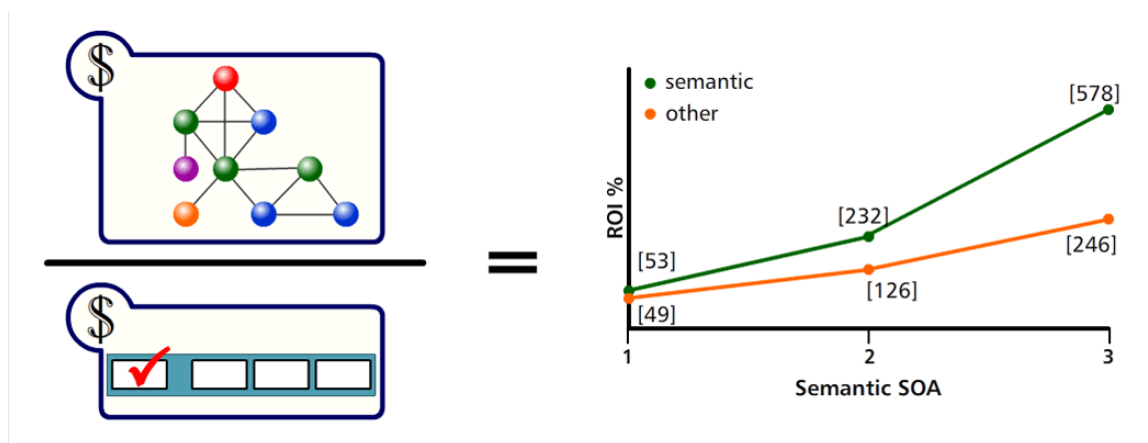 $
$
=
semantic
other
ROI %
[53]
[49]
[232]
[126]
[578]
[246]
1 2 3
Semantic SOA